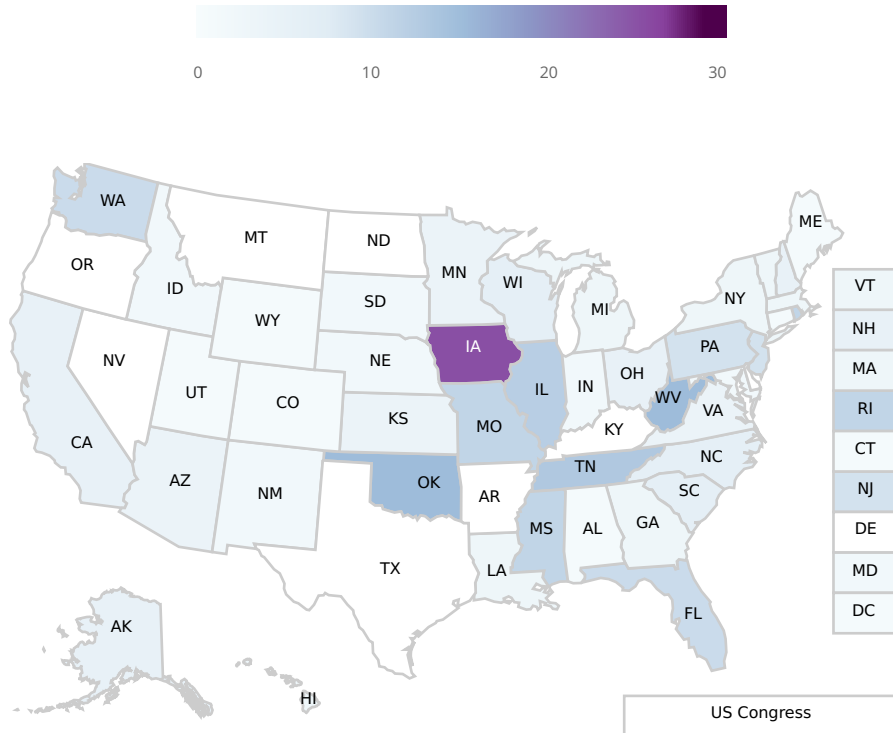 0 10 20 30
WA
MT
ND
ME
OR
MN
ID
WI
SD
NY
VT
WY
MI
NH
IA
PA
NV
NE
MA
OH
UT
CO
IL
IN
WV
RI
KS
VA
MO
KY
CA
CT
NC
AZ
TN
OK
NJ
NM
SC
AR
MS
AL
GA
DE
TX
LA
MD
FL
DC
AK
HI
US Congress